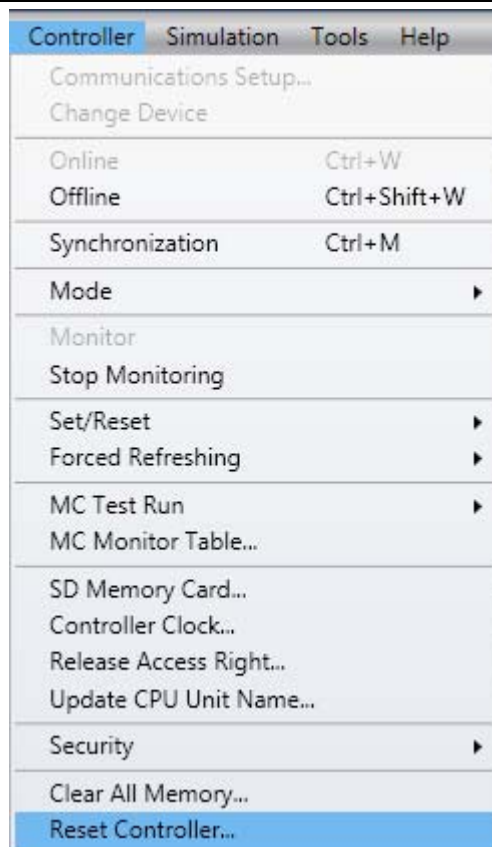 Controller Simulation Tools Help
Communications Setup...
Change Device
Online Ctrl+W
Offline Ctrl+Shift+W
Synchronization Ctrl+M
Mode
Monitor
Stop Monitoring
Set/Reset
Forced Refreshing
MC Test Run
MC Monitor Table...
SD Memory Card...
Controller Clock...
Release Access Right...
Update CPU Unit Name...
Security
Clear All Memory...
Reset Controller...